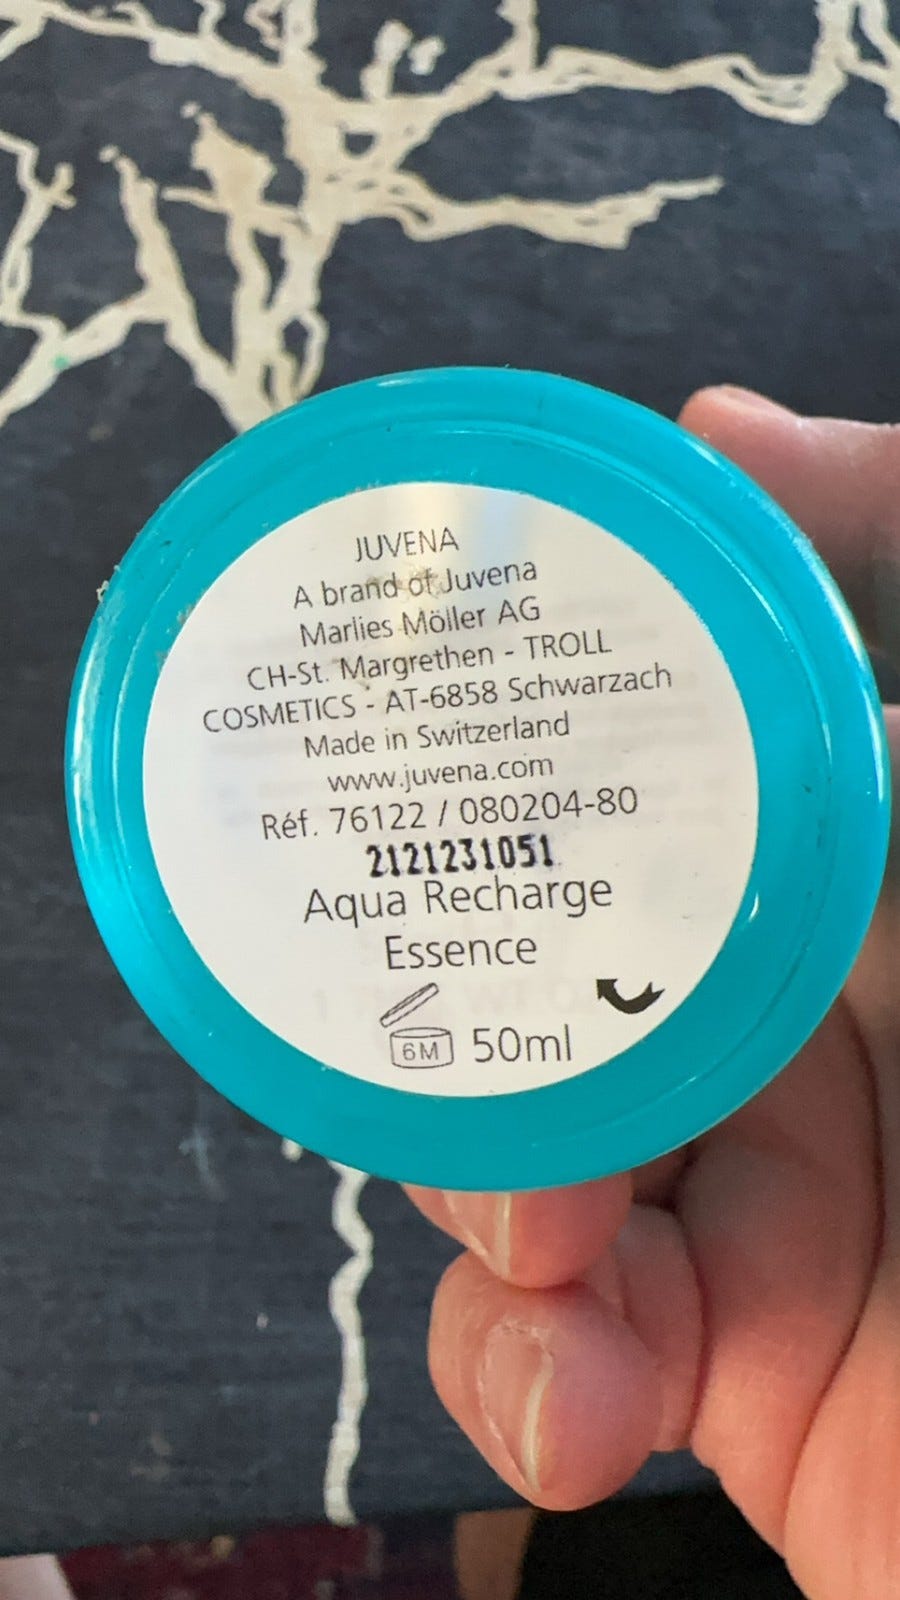 JUVENA
A brand of Juvena
Marlies Möller AG
CH-St. Margrethen - TROLL
COSMETICS - AT-6858 Schwarzach
Made in Switzerland
www.juvena.com
Réf. 76122 / 080204-80
2121231051
Aqua Recharge
Essence
6M 50ml